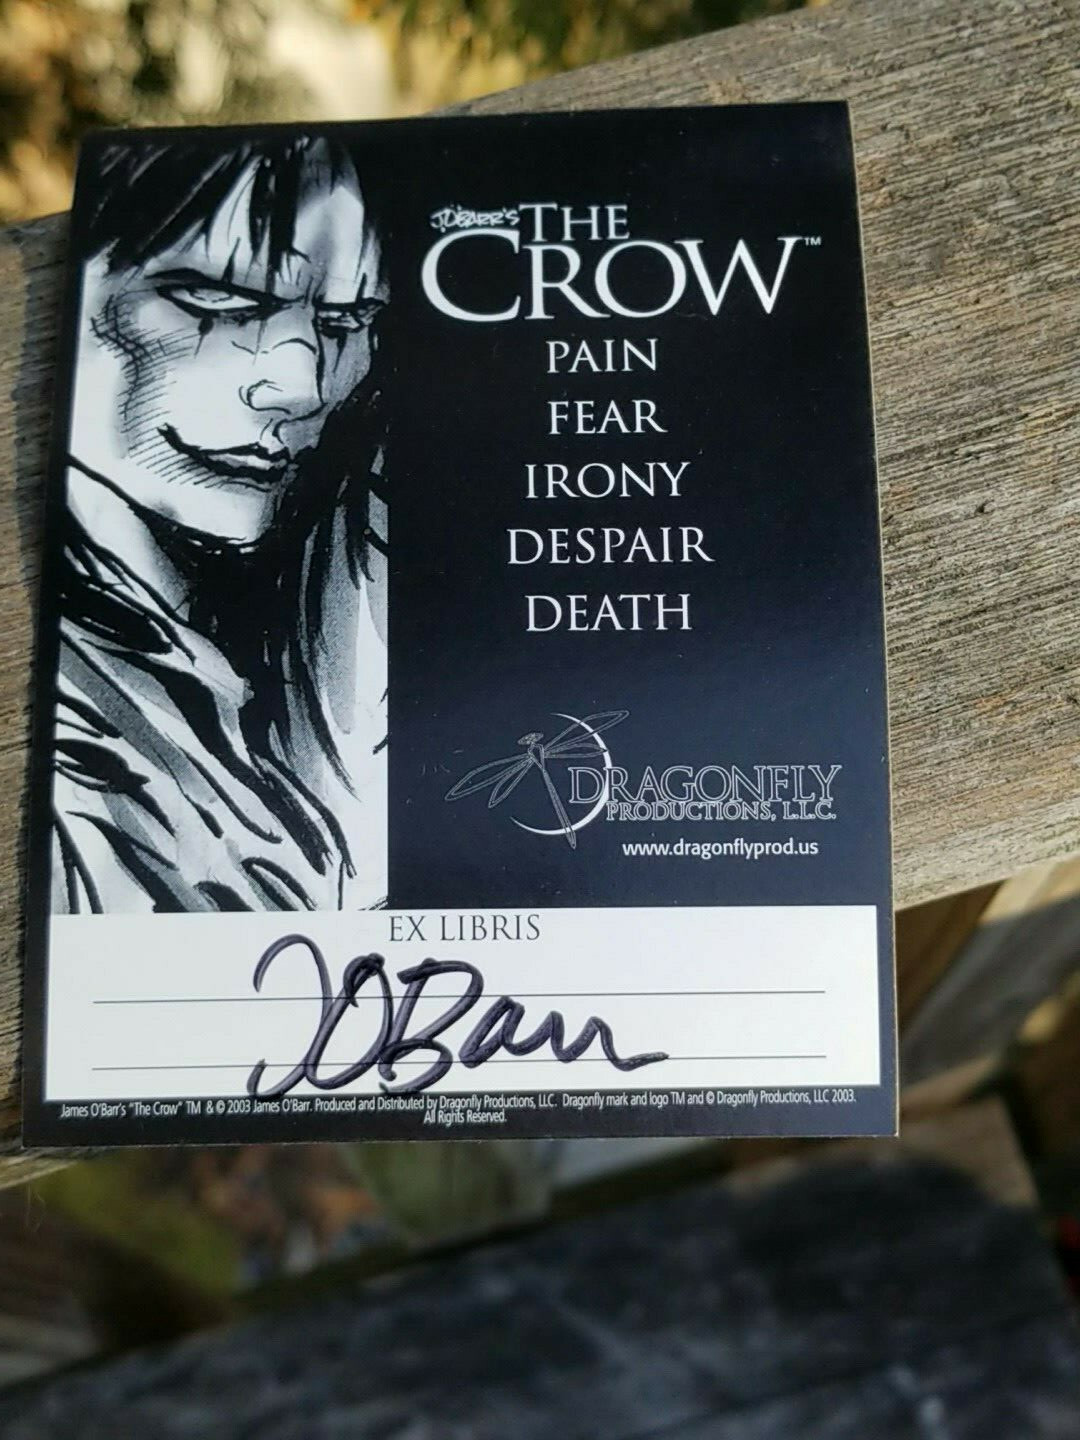 J.O'BARR'S THE
CROW™
PAIN
FEAR
IRONY
DESPAIR
DEATH
DRAGONFLY
PRODUCTIONS, L.L.C.
www.dragonflyprod.us
EX LIBRIS
JOBarr
James O'Barr's "The Crow" TM & © 2003 James O'Barr. Produced and Distributed by Dragonfly Productions, LLC. Dragonfly mark and logo TM and © Dragonfly Productions, LLC 2003.
All Rights Reserved.